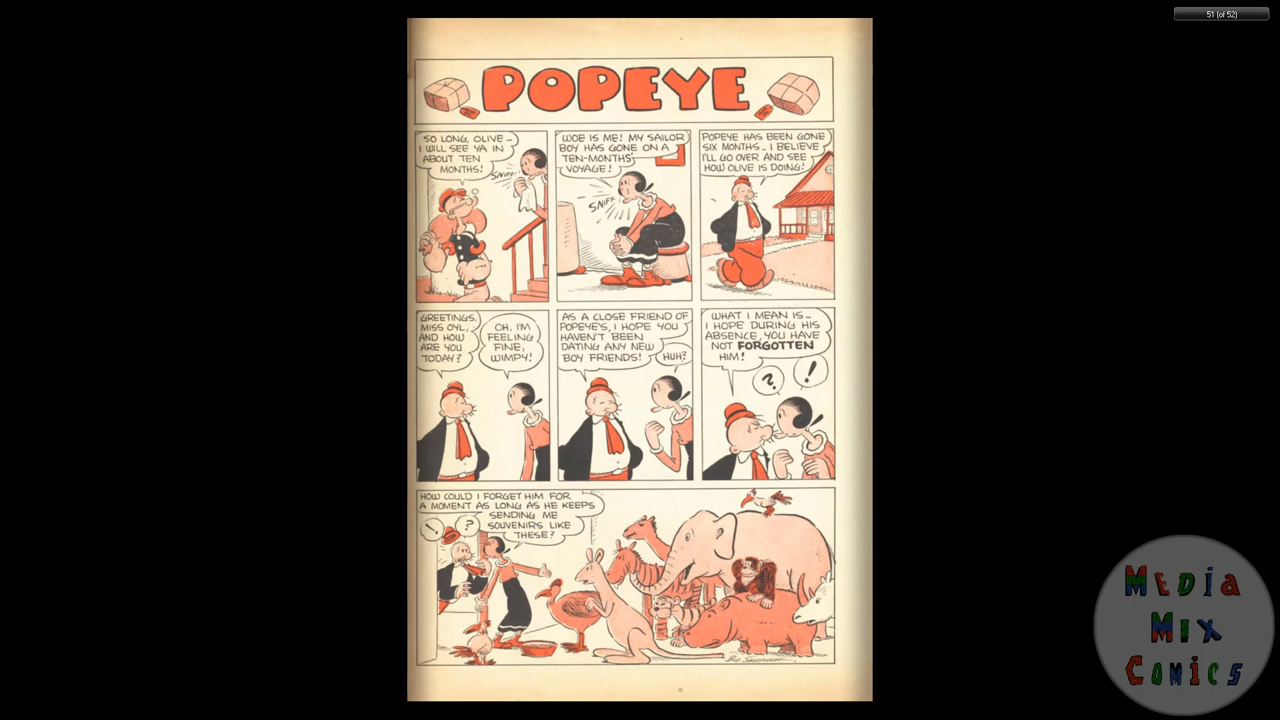 51 (of 52)
POPEYE
SO LONG, OLIVE -
I WILL SEE YA IN
ABOUT TEN
MONTHS!
SNIFF
WOE IS ME! MY SAILOR
BOY HAS GONE ON A
TEN-MONTHS'
VOYAGE!
SNIFF
POPEYE HAS BEEN GONE
SIX MONTHS - I BELIEVE
I'LL GO OVER AND SEE
HOW OLIVE IS DOING!
GREETINGS,
MISS OYL,
AND HOW
ARE YOU
TODAY?
OH, I'M
FEELING
FINE,
WIMPY!
AS A CLOSE FRIEND OF
POPEYE'S, I HOPE YOU
HAVEN'T BEEN
DATING ANY NEW
BOY FRIENDS!
HUH?
WHAT I MEAN IS -
I HOPE DURING HIS
ABSENCE, YOU HAVE
NOT FORGOTTEN
HIM!
? !
HOW COULD I FORGET HIM FOR
A MOMENT AS LONG AS HE KEEPS
SENDING ME
SOUVENIRS LIKE
THESE?
! ?
MEDIA
MIX
COMICS